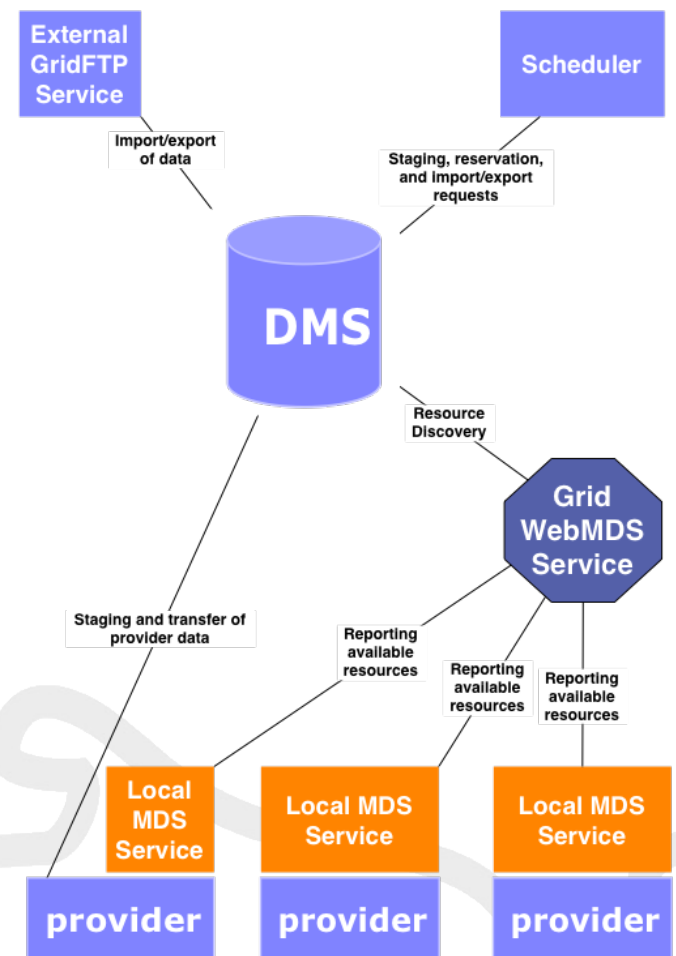 External
GridFTP
Service
Scheduler
Import/export
of data
Staging, reservation,
and import/export
requests
DMS
Resource
Discovery
Grid
WebMDS
Service
Staging and transfer of
provider data
Reporting
available
resources
Reporting
available
resources
Reporting
available
resources
Local
MDS
Service
Local MDS
Service
Local MDS
Service
provider
provider
provider